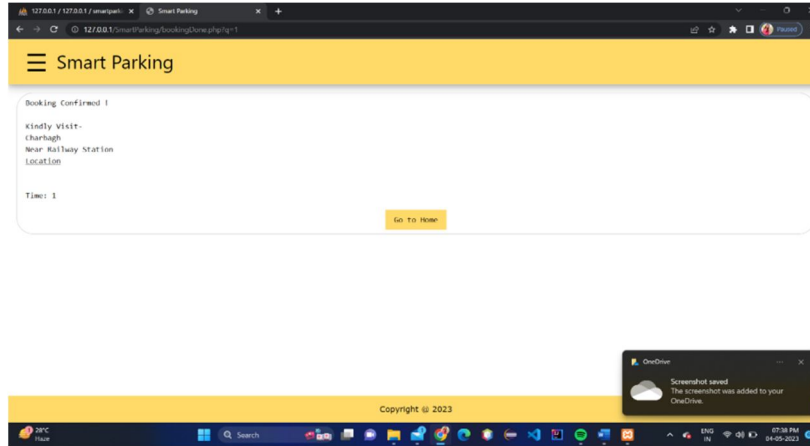 127.0.0.1 / 127.0.0.1 / smartparki
Smart Parking
127.0.0.1/SmartParking/bookingDone.php?q=1
Paused
☰ Smart Parking
Booking Confirmed !
Kindly Visit-
Charbagh
Near Railway Station
Location
Time: 1
Go to Home
OneDrive
Screenshot saved
The screenshot was added to your
OneDrive.
Copyright @ 2023
28°C
Haze
Search
ENG
IN
07:38 PM
04-05-2023